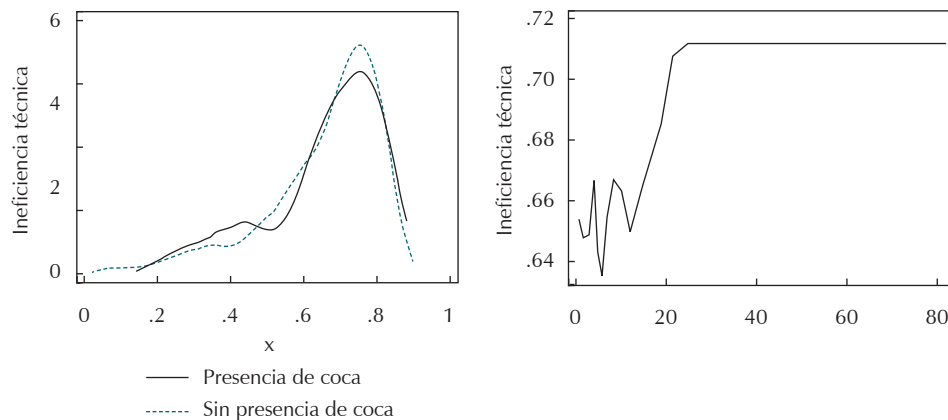 6
4
2
0
Ineficiencia técnica
0 .2 .4 .6 .8 1
x
Presencia de coca
Sin presencia de coca
.72
.70
.68
.66
.64
Ineficiencia técnica
0 20 40 60 80